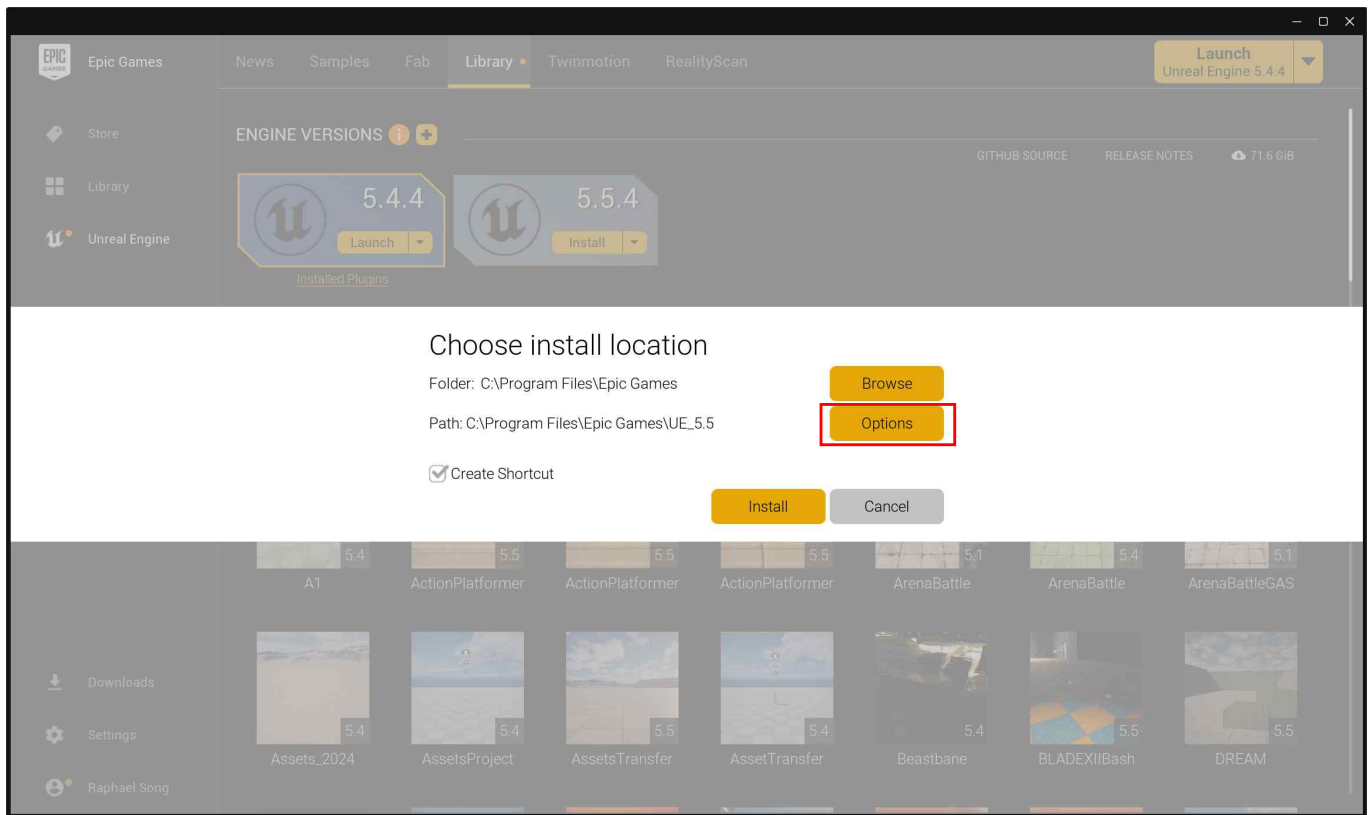 EPIC
GAMES
Epic Games
News
Samples
Fab
Library
Twinmotion
RealityScan
Launch
Unreal Engine 5.4.4
Store
Library
Unreal Engine
ENGINE VERSIONS
GITHUB SOURCE
RELEASE NOTES
71.6 GiB
5.4.4
Launch
Installed Plugins
5.5.4
Install
Choose install location
Folder: C:\Program Files\Epic Games
Browse
Path: C:\Program Files\Epic Games\UE_5.5
Options
Create Shortcut
Install
Cancel
5.4
5.5
5.5
5.5
5.1
5.4
5.1
A1
ActionPlatformer
ActionPlatformer
ActionPlatformer
ArenaBattle
ArenaBattle
ArenaBattleGAS
5.4
5.4
5.5
5.4
5.4
5.5
5.5
Assets_2024
AssetsProject
AssetsTransfer
AssetTransfer
Beastbane
BLADEXIIBash
DREAM
Downloads
Settings
Raphael Song